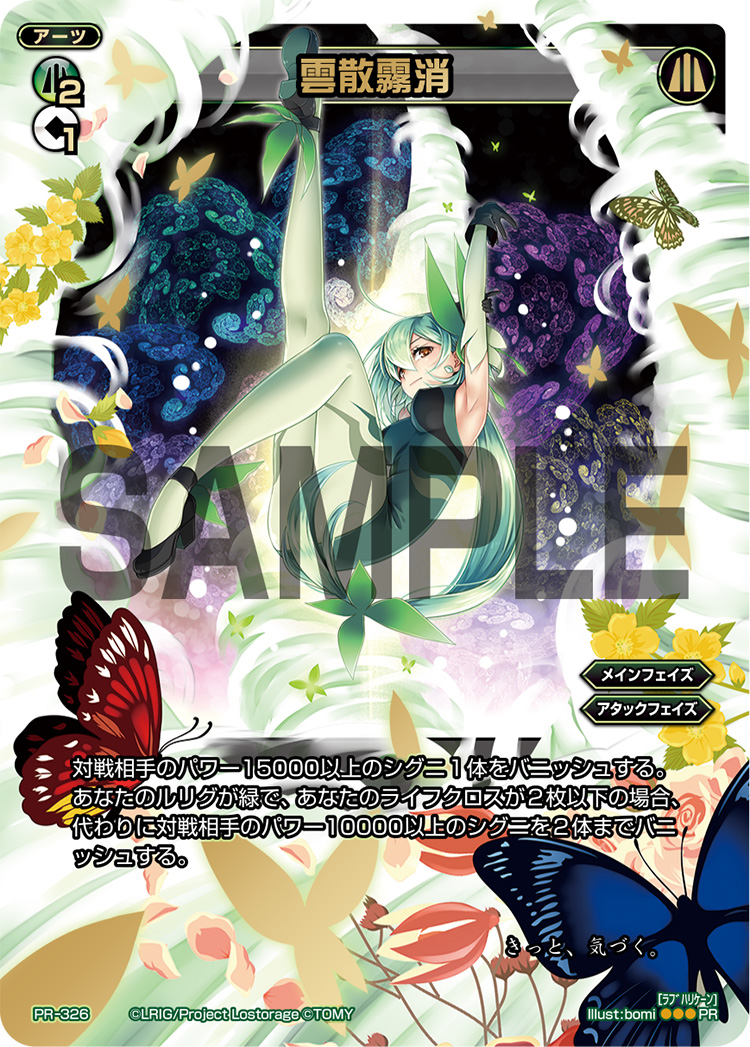 アーツ
雲散霧消
2
1
SAMPLE
メインフェイズ
アタックフェイズ
対戦相手のパワー15000以上のシグニ1体をバニッシュする。
あなたのルリグが緑で、あなたのライフクロスが2枚以下の場合、
代わりに対戦相手のパワー10000以上のシグニを2体までバニ
ッシュする。
きっと、気づく。
[ラブハリケーン]
PR-326 ©LRIG/Project Lostorage ©TOMY Illust:bomi PR